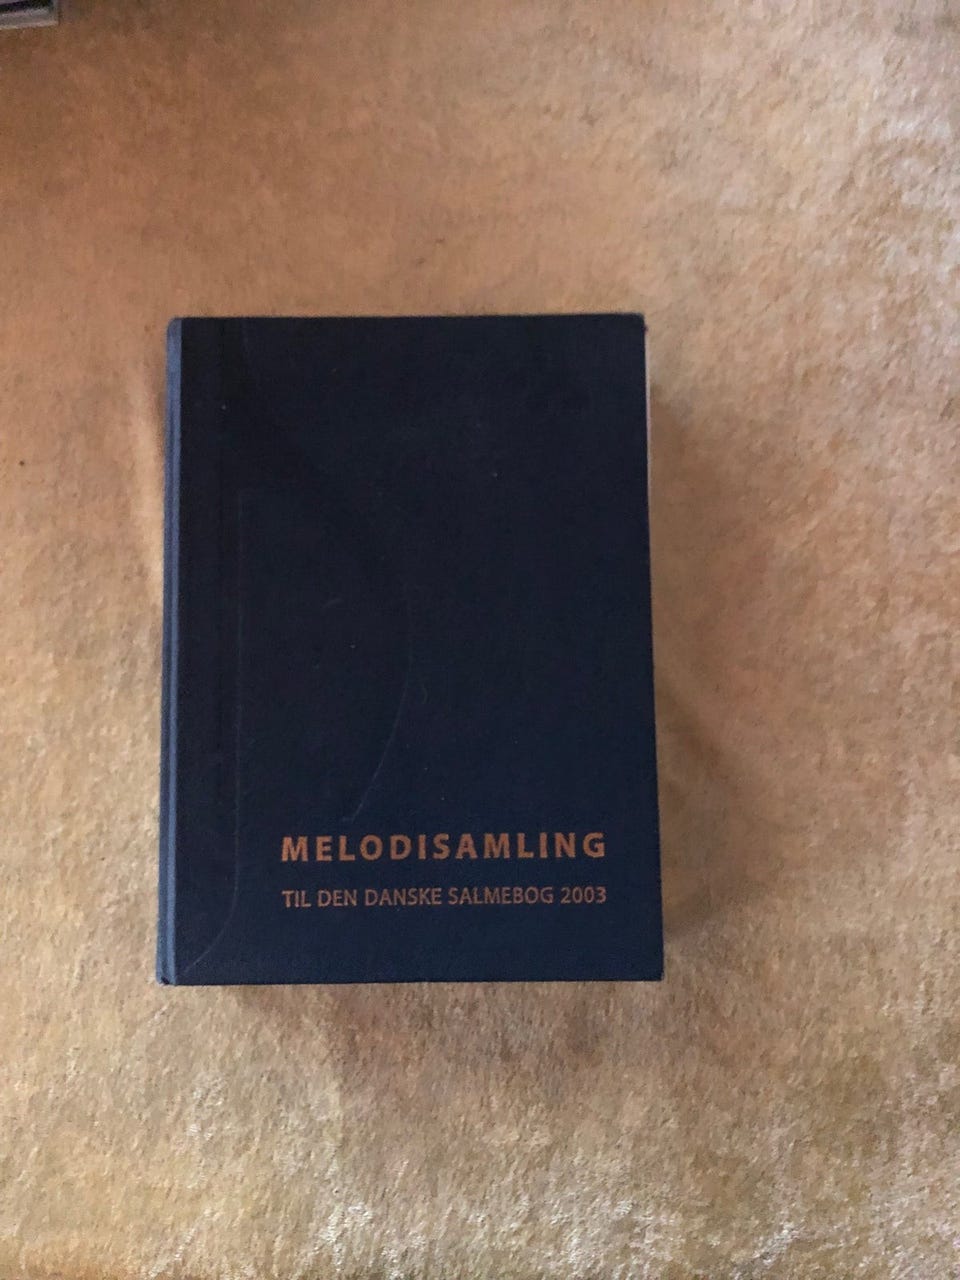 MELODISAMLING
TIL DEN DANSKE SALMEBOG 2003